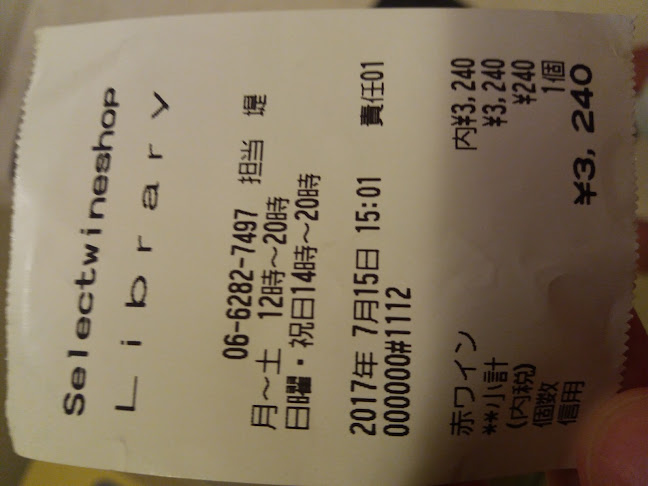 Selectwineshop
Library
06-6282-7497 担当 堤
月～土 12時～20時
日曜・祝日14時～20時
2017年 7月15日 15:01 責任01
000000#1112
赤ワイン 内¥3,240
**小計 ¥3,240
(内税) ¥240
個数 1個
信用 ¥3,240